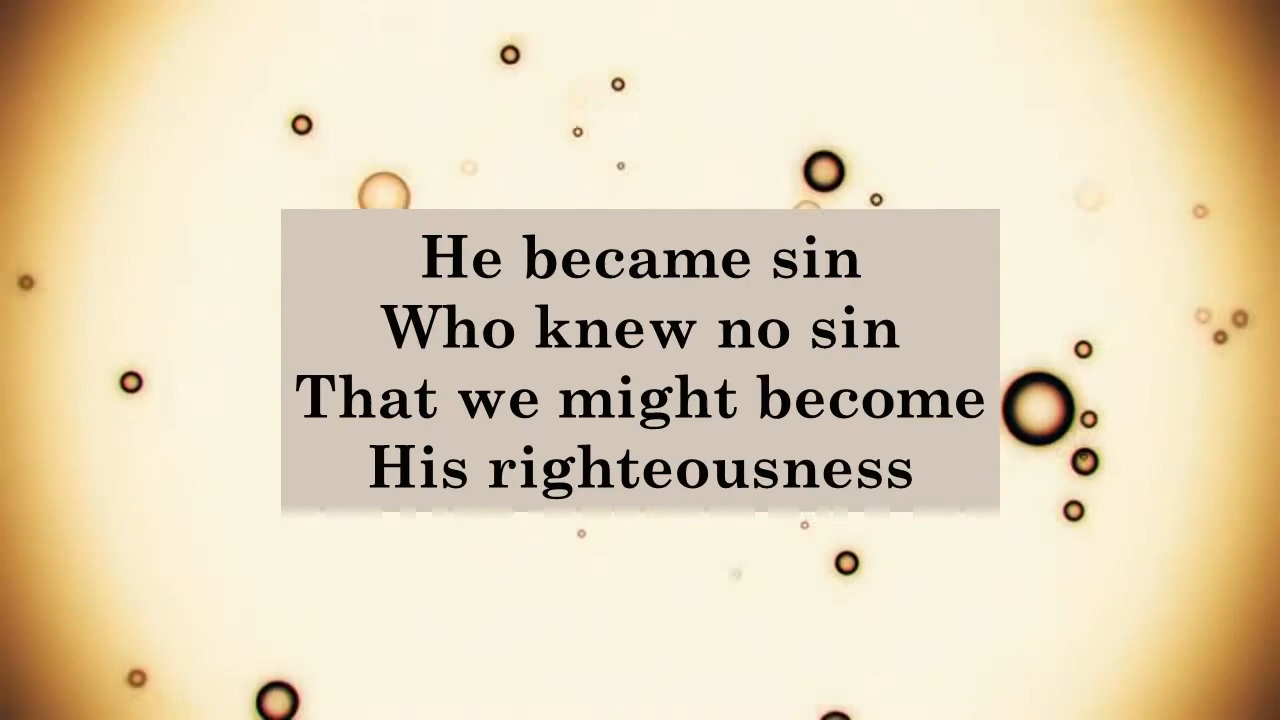 He became sin
Who knew no sin
That we might become
His righteousness